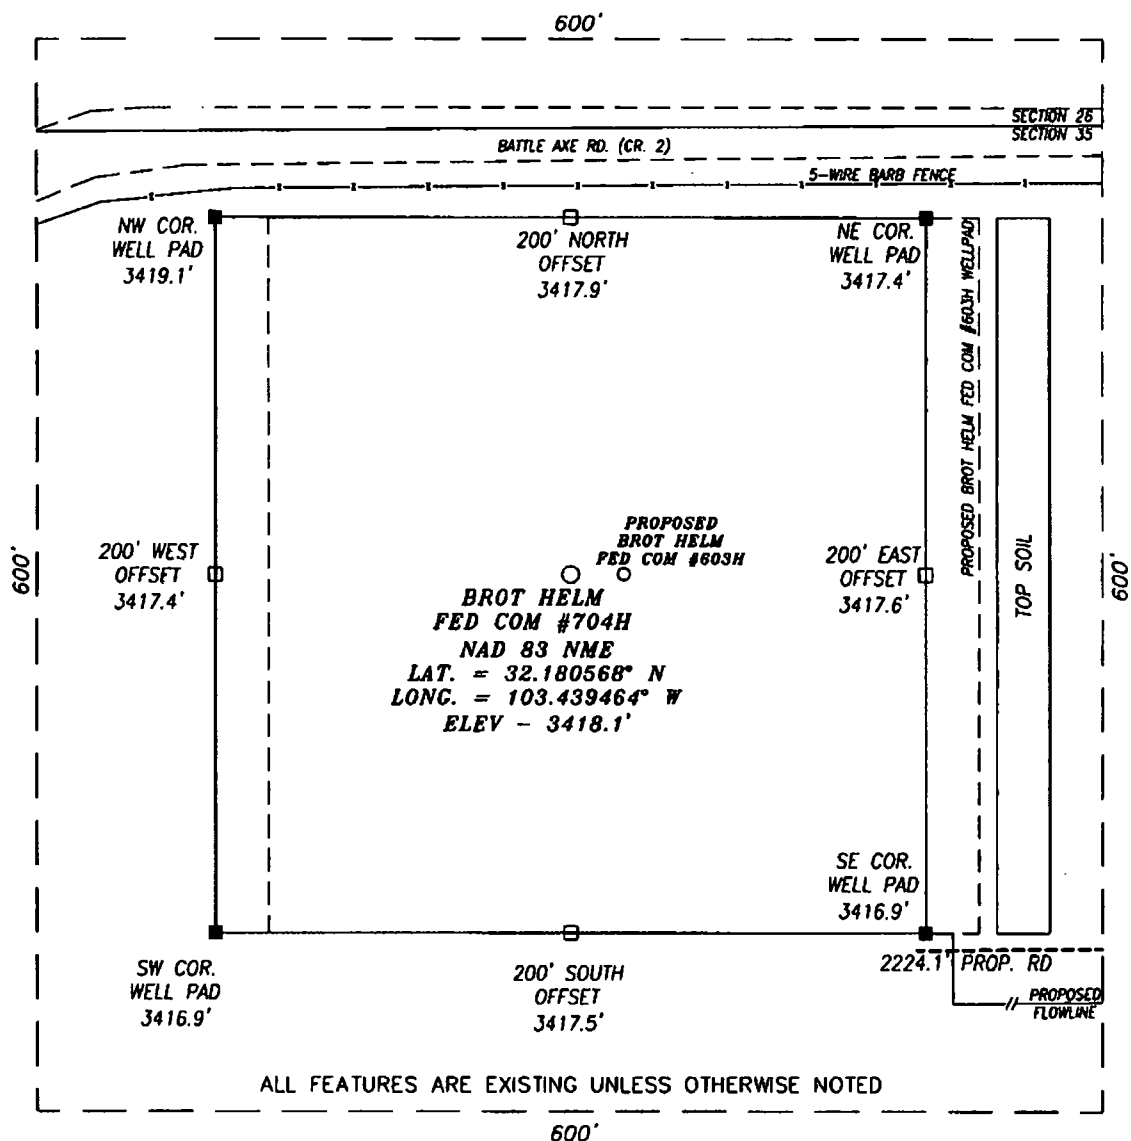 600'
SECTION 26
SECTION 35
BATTLE AXE RD. (CR. 2)
5-WIRE BARB FENCE
NW COR.
WELL PAD
3419.1'
200' NORTH
OFFSET
3417.9'
NE COR.
WELL PAD
3417.4'
PROPOSED BROT HELM FED COM #603H WELLPAD
TOP SOIL
600'
200' WEST
OFFSET
3417.4'
PROPOSED
BROT HELM
FED COM #603H
200' EAST
OFFSET
3417.6'
600'
BROT HELM
FED COM #704H
NAD 83 NME
LAT. = 32.180568° N
LONG. = 103.439464° W
ELEV - 3418.1'
SE COR.
WELL PAD
3416.9'
SW COR.
WELL PAD
3416.9'
200' SOUTH
OFFSET
3417.5'
2224.1' PROP. RD
PROPOSED
FLOWLINE
ALL FEATURES ARE EXISTING UNLESS OTHERWISE NOTED
600'